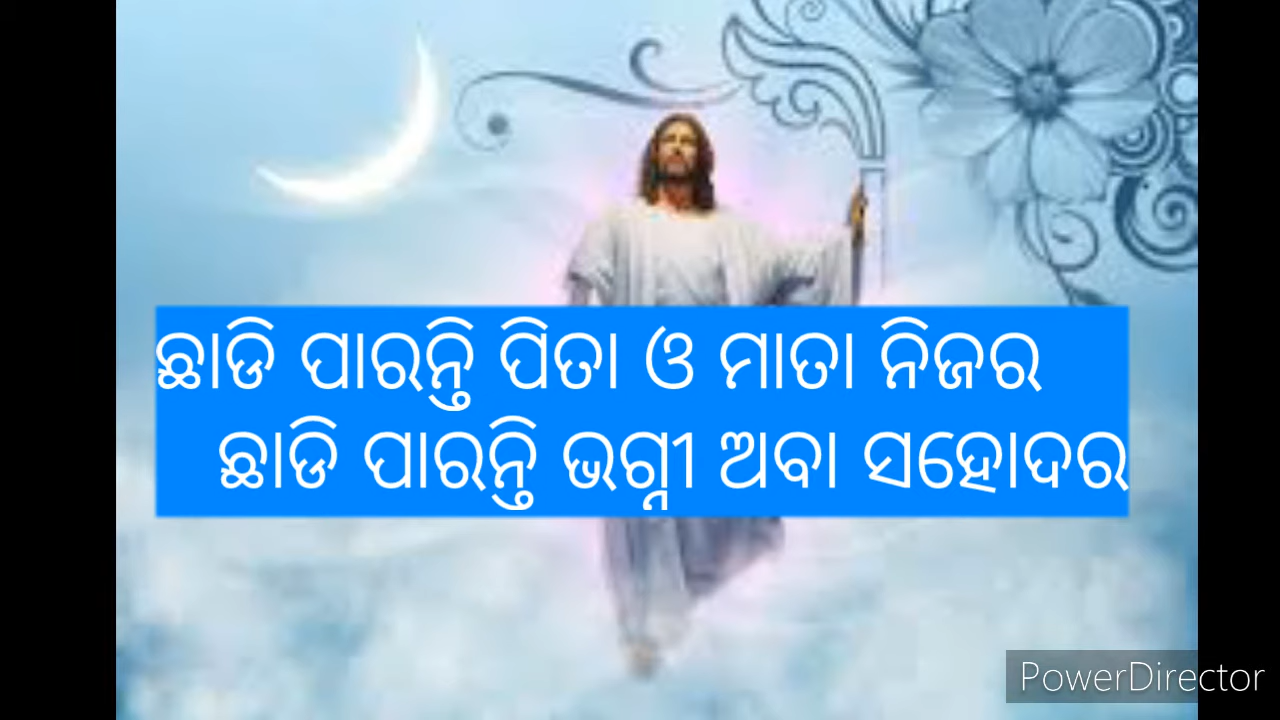 ଛାଡି ପାରନ୍ତି ପିତା ଓ ମାତା ନିଜର
ଛାଡି ପାରନ୍ତି ଭଗ୍ନୀ ଅବା ସହୋଦର
PowerDirector